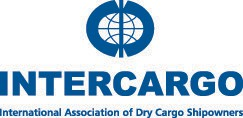 INTERCARGO
International Association of Dry Cargo Shipowners